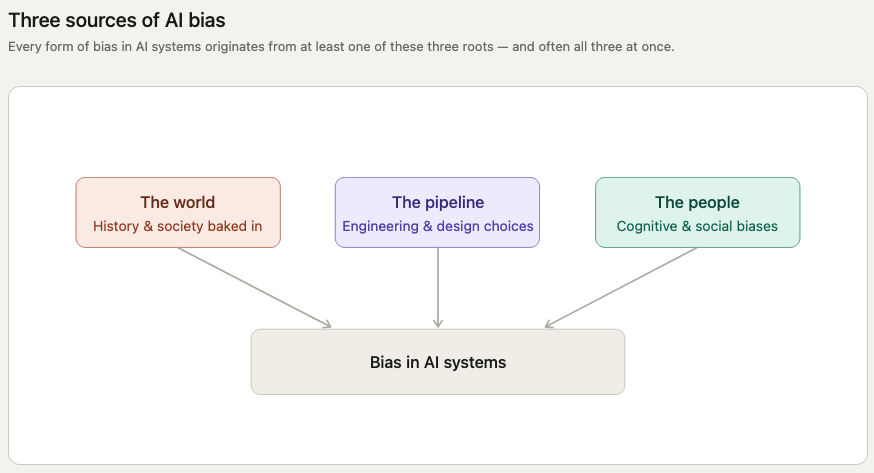 Three sources of AI bias
Every form of bias in AI systems originates from at least one of these three roots — and often all three at once.
The world
History & society baked in
The pipeline
Engineering & design choices
The people
Cognitive & social biases
Bias in AI systems